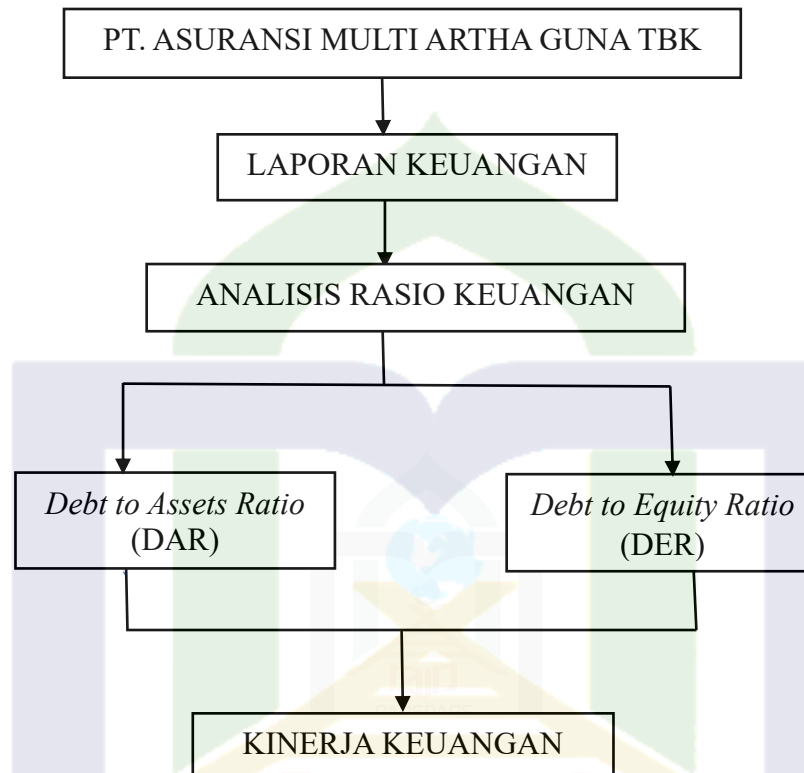 PT. ASURANSI MULTI ARTHA GUNA TBK
LAPORAN KEUANGAN
ANALISIS RASIO KEUANGAN
Debt to Assets Ratio
(DAR)
Debt to Equity Ratio
(DER)
KINERJA KEUANGAN